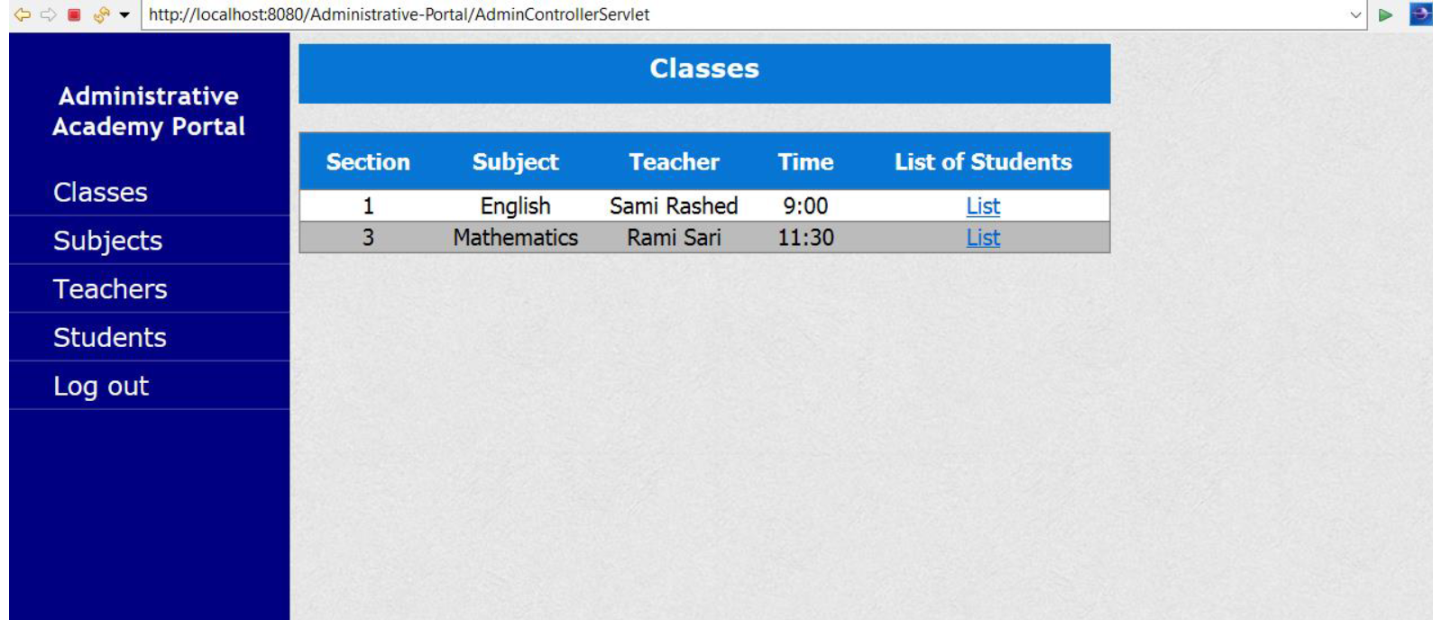 http://localhost:8080/Administrative-Portal/AdminControllerServlet
Administrative
Academy Portal
Classes
Subjects
Teachers
Students
Log out
Classes
Section Subject Teacher Time List of Students
1 English Sami Rashed 9:00 List
3 Mathematics Rami Sari 11:30 List